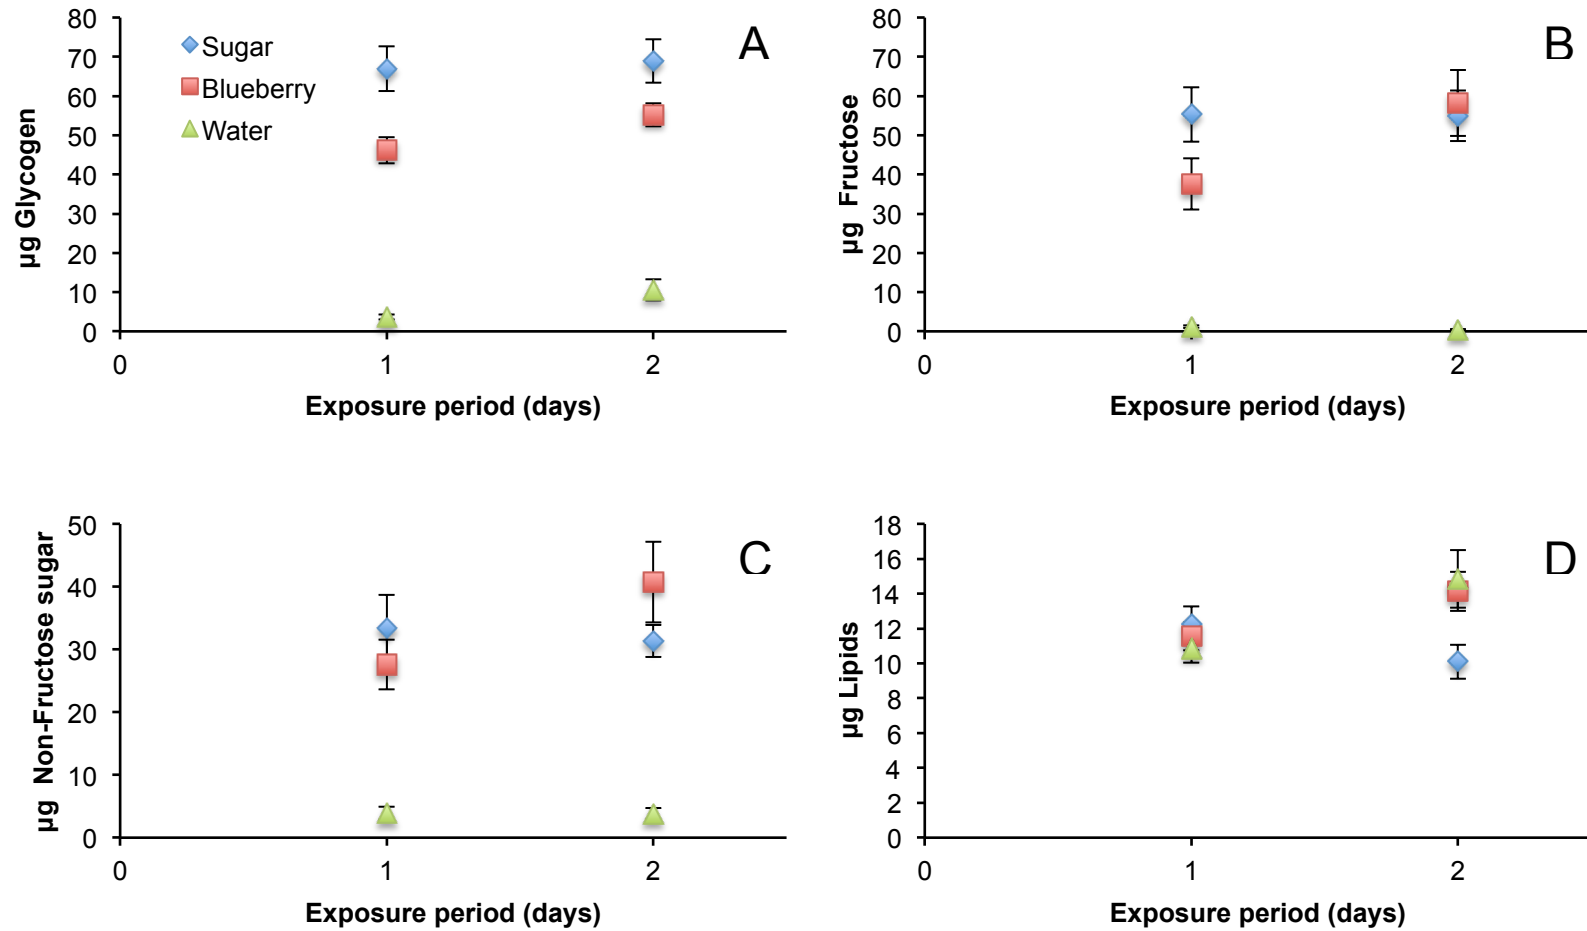 A
80
70
60
50
40
30
20
10
0
0 1 2
µg Glycogen
Exposure period (days)
Sugar
Blueberry
Water
B
80
70
60
50
40
30
20
10
0
0 1 2
µg Fructose
Exposure period (days)
C
50
40
30
20
10
0
0 1 2
µg Non-Fructose sugar
Exposure period (days)
D
18
16
14
12
10
8
6
4
2
0
0 1 2
µg Lipids
Exposure period (days)